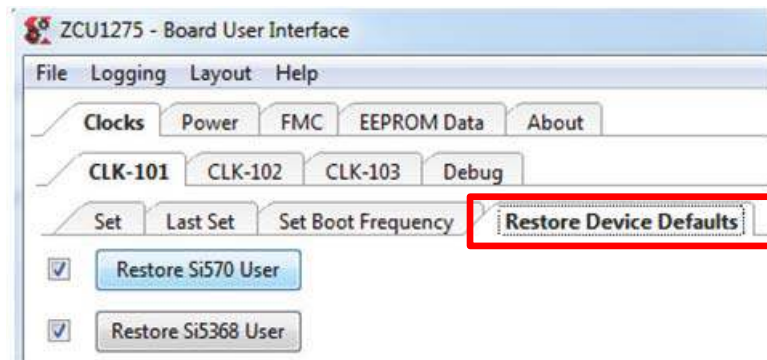 ZCU1275 - Board User Interface
File Logging Layout Help
Clocks Power FMC EEPROM Data About
CLK-101 CLK-102 CLK-103 Debug
Set Last Set Set Boot Frequency Restore Device Defaults
Restore Si570 User
Restore Si5368 User